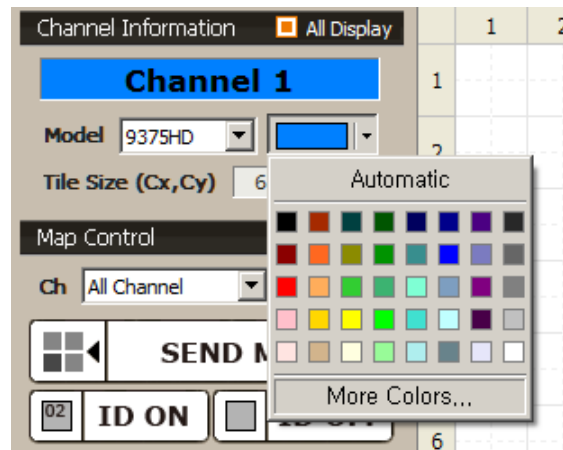 Channel Information All Display
1
Channel 1
1
Model 9375HD
2
Automatic
Tile Size (Cx,Cy) 6
Map Control
Ch All Channel
SEND
More Colors...
02 ID ON
6